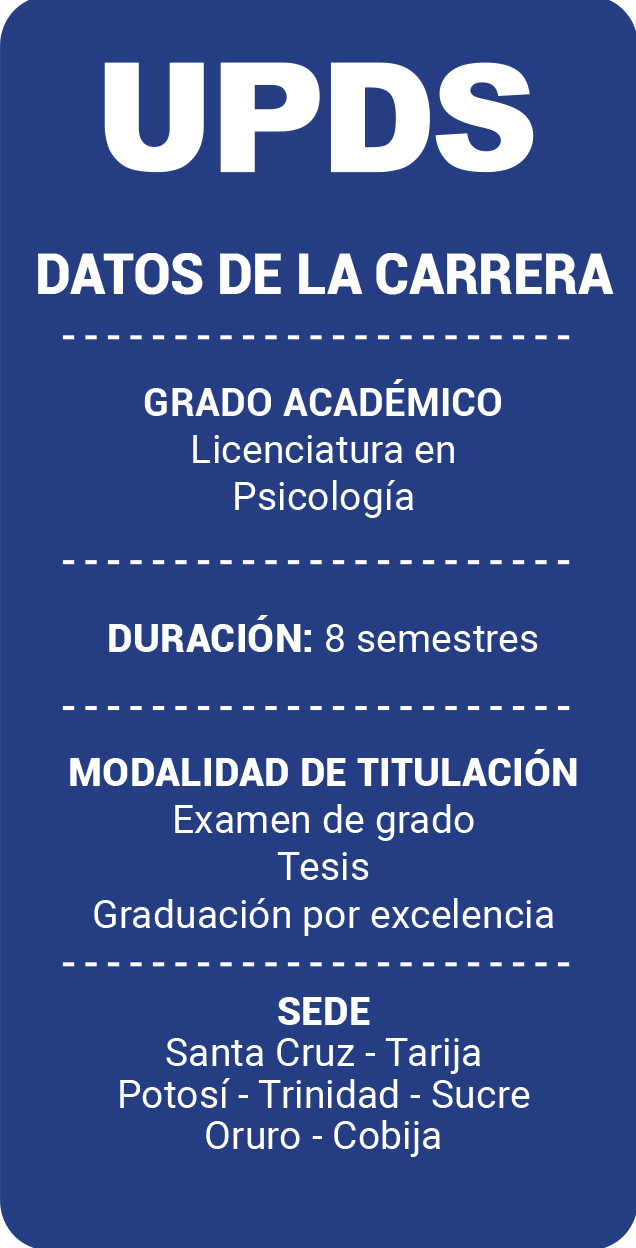 UPDS
DATOS DE LA CARRERA
GRADO ACADÉMICO
Licenciatura en
Psicología
DURACIÓN: 8 semestres
MODALIDAD DE TITULACIÓN
Examen de grado
Tesis
Graduación por excelencia
SEDE
Santa Cruz - Tarija
Potosí - Trinidad - Sucre
Oruro - Cobija